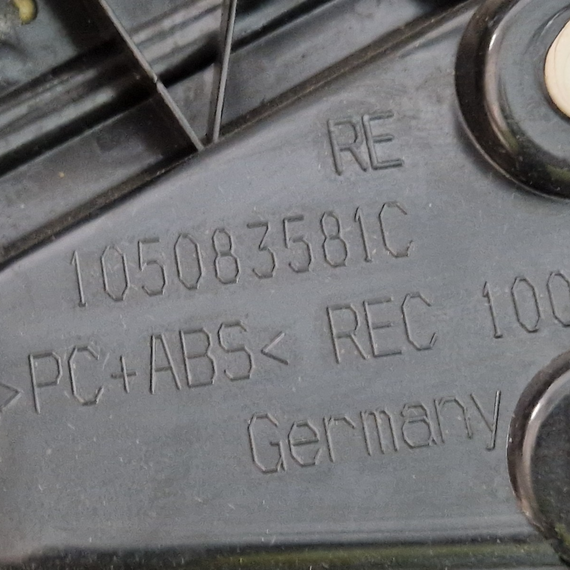 RE
105083581C
>PC+ABS< REC 100
Germany